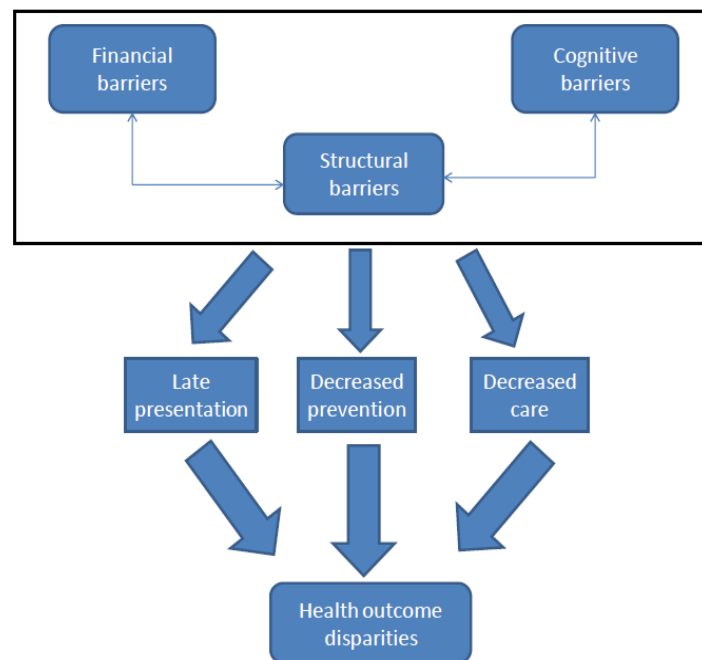 Financial
barriers
Cognitive
barriers
Structural
barriers
Late
presentation
Decreased
prevention
Decreased
care
Health outcome
disparities